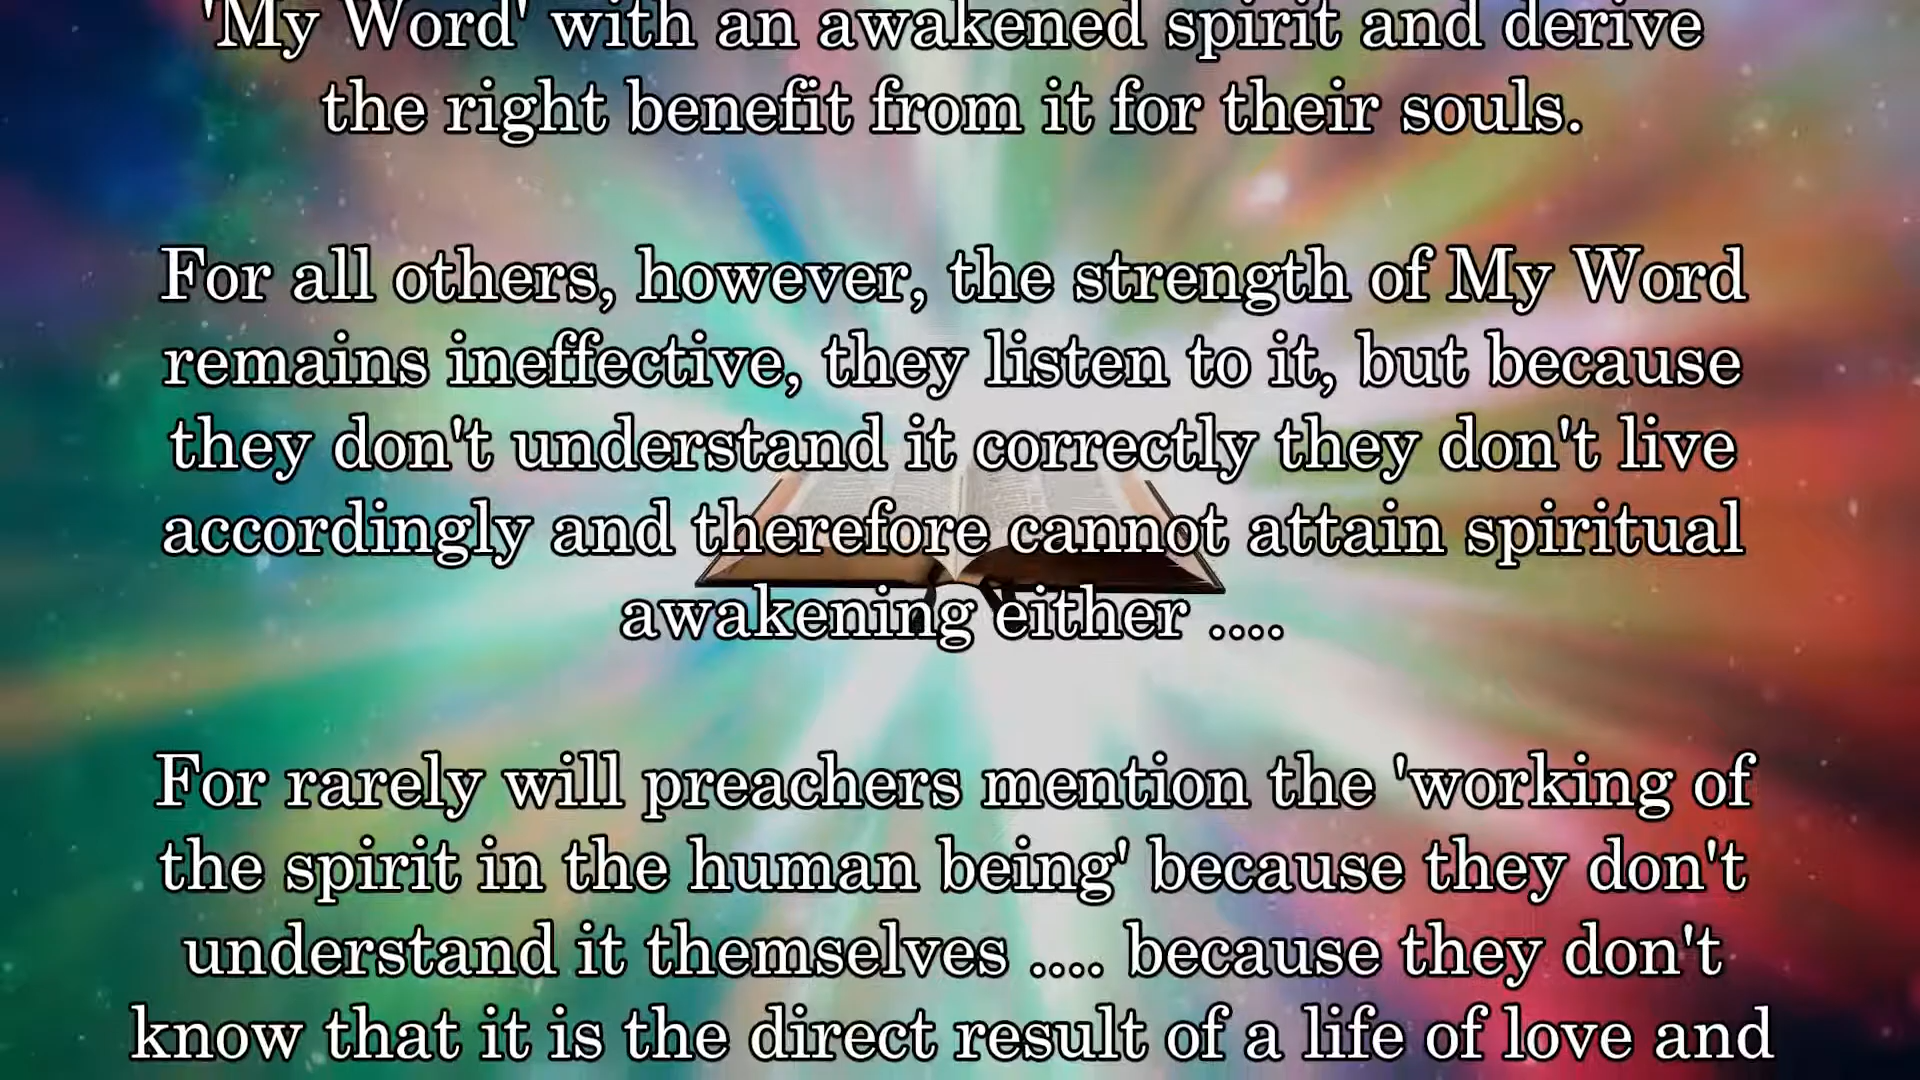 'My Word' with an awakened spirit and derive
the right benefit from it for their souls.
For all others, however, the strength of My Word
remains ineffective, they listen to it, but because
they don't understand it correctly they don't live
accordingly and therefore cannot attain spiritual
awakening either ....
For rarely will preachers mention the 'working of
the spirit in the human being' because they don't
understand it themselves .... because they don't
know that it is the direct result of a life of love and